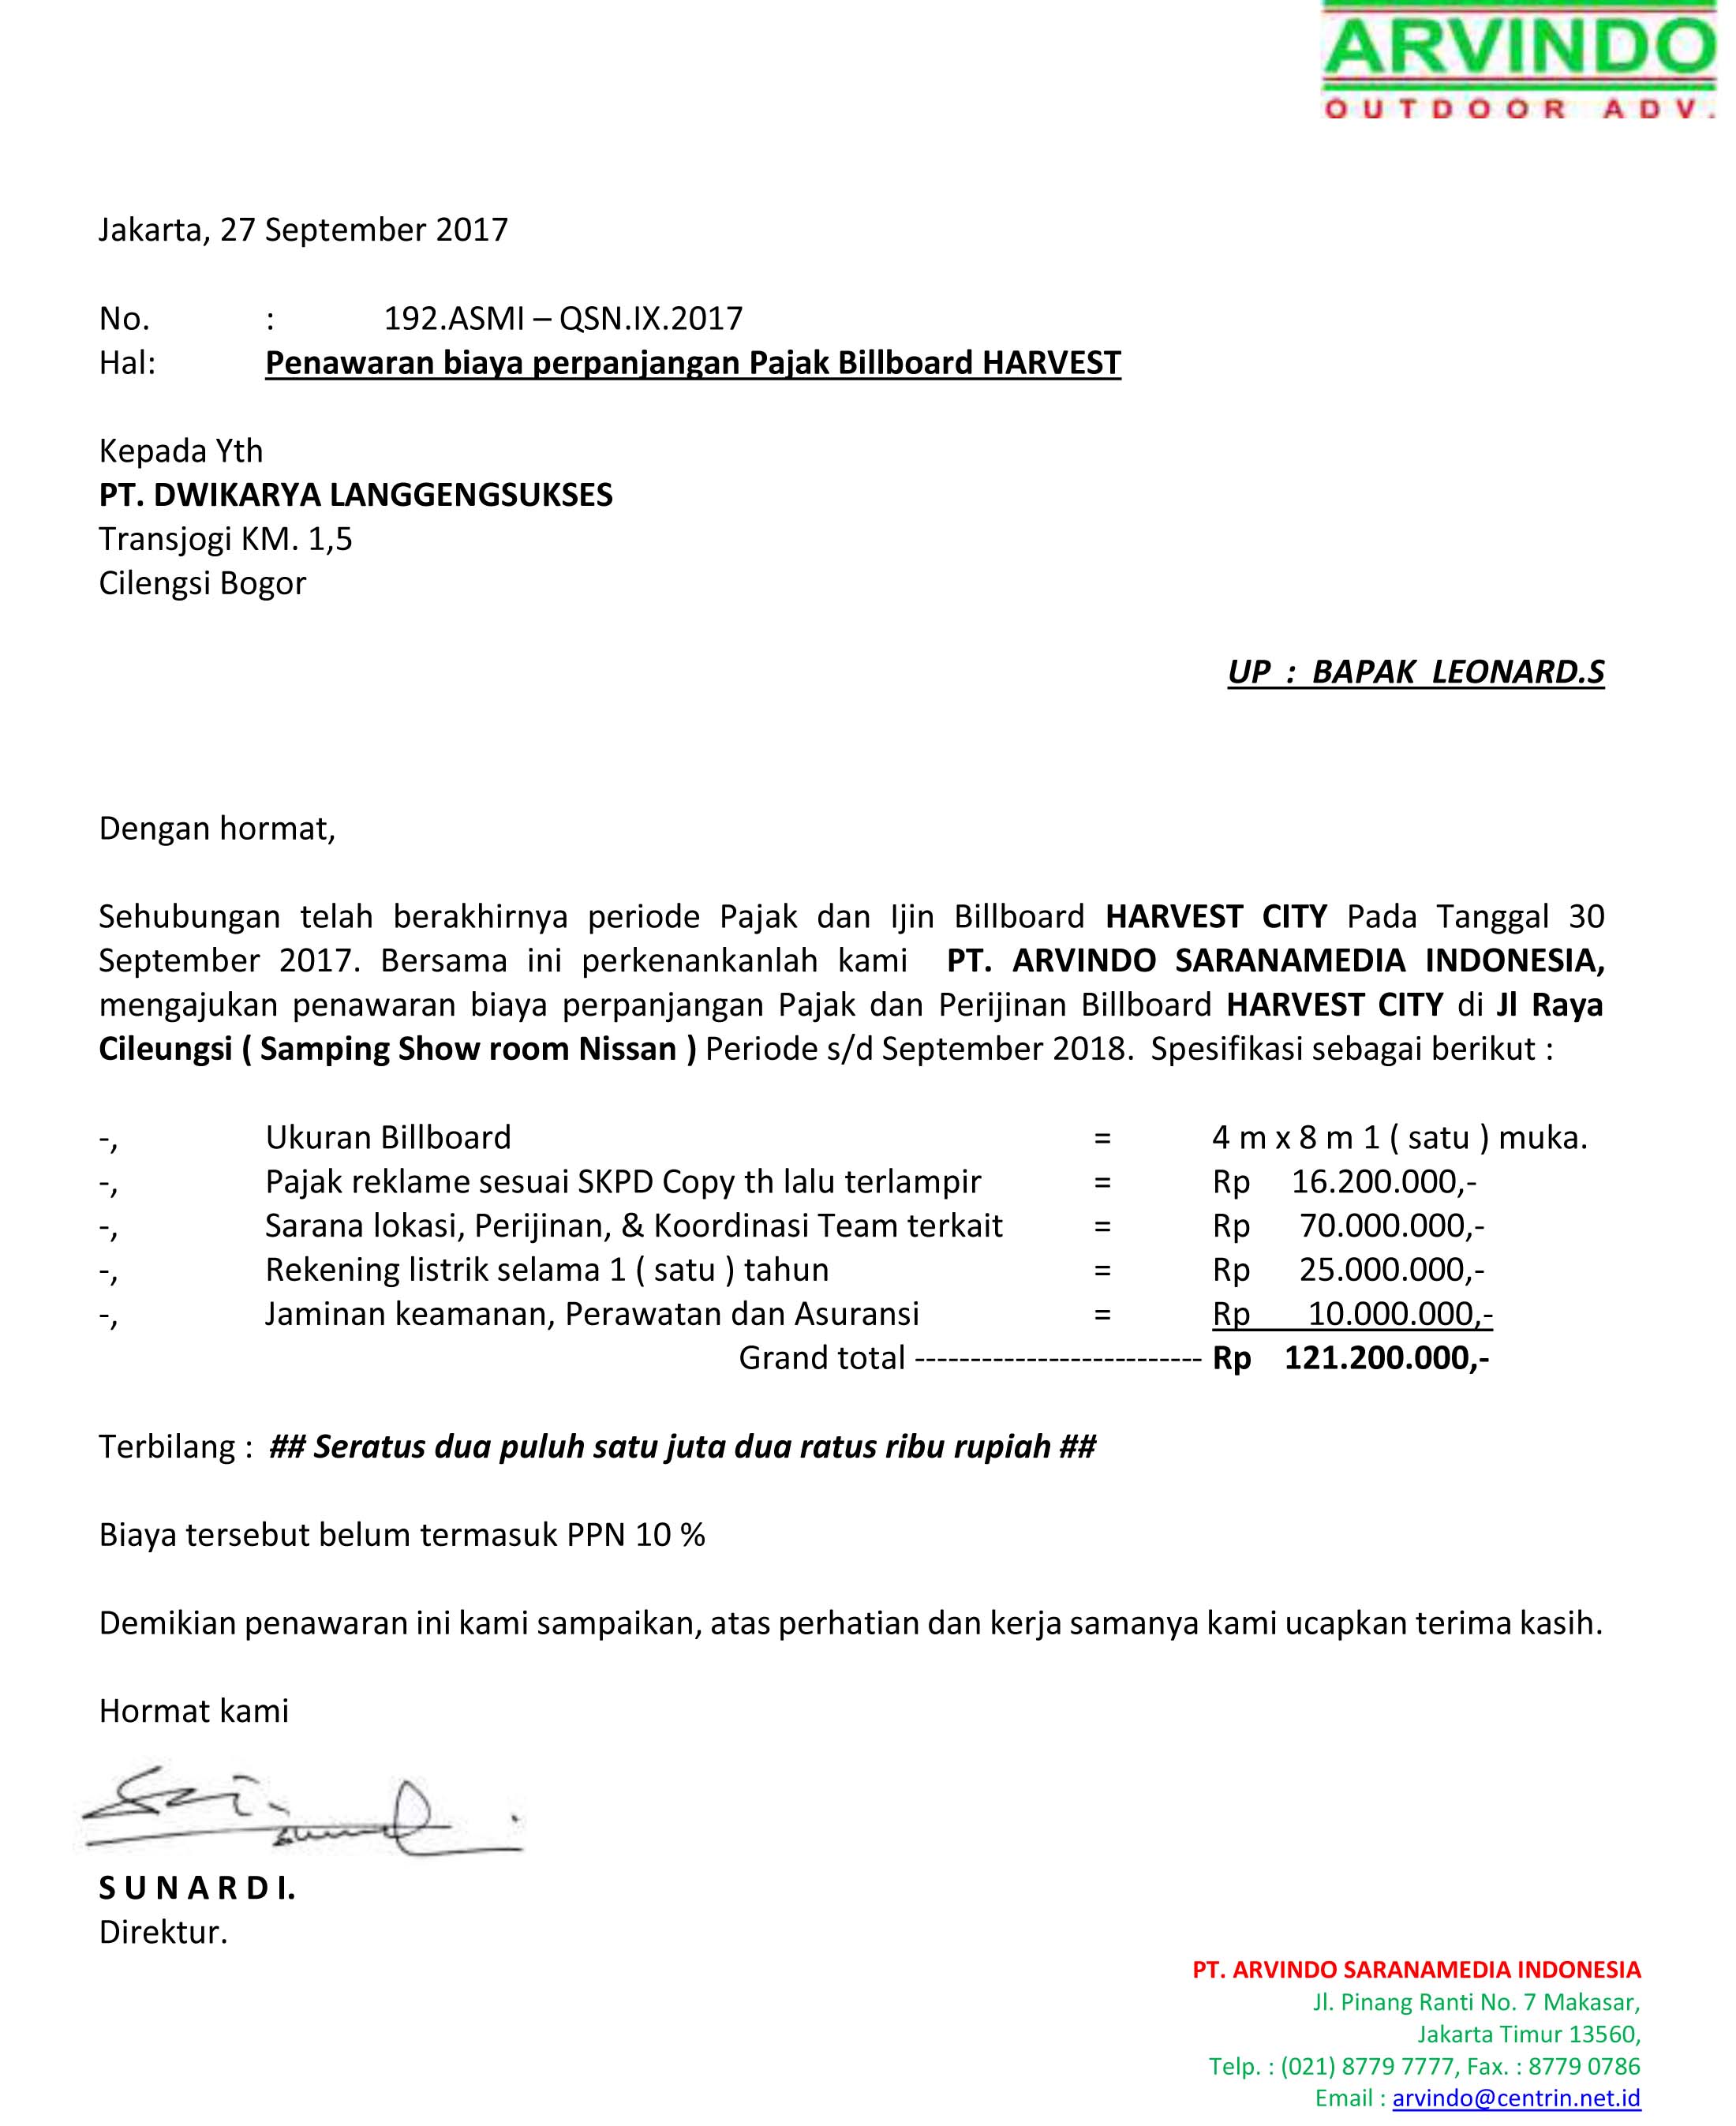 ARVINDO
OUTDOOR ADV.
Jakarta, 27 September 2017
No. : 192.ASMI – QSN.IX.2017
Hal: Penawaran biaya perpanjangan Pajak Billboard HARVEST
Kepada Yth
PT. DWIKARYA LANGGENGSUKSES
Transjogi KM. 1,5
Cilengsi Bogor
UP : BAPAK LEONARD.S
Dengan hormat,
Sehubungan telah berakhirnya periode Pajak dan Ijin Billboard HARVEST CITY Pada Tanggal 30
September 2017. Bersama ini perkenankanlah kami PT. ARVINDO SARANAMEDIA INDONESIA,
mengajukan penawaran biaya perpanjangan Pajak dan Perijinan Billboard HARVEST CITY di Jl Raya
Cileungsi ( Samping Show room Nissan ) Periode s/d September 2018. Spesifikasi sebagai berikut :
-, Ukuran Billboard = 4 m x 8 m 1 ( satu ) muka.
-, Pajak reklame sesuai SKPD Copy th lalu terlampir = Rp 16.200.000,-
-, Sarana lokasi, Perijinan, & Koordinasi Team terkait = Rp 70.000.000,-
-, Rekening listrik selama 1 ( satu ) tahun = Rp 25.000.000,-
-, Jaminan keamanan, Perawatan dan Asuransi = Rp 10.000.000,-
Grand total -------------------------- Rp 121.200.000,-
Terbilang : ## Seratus dua puluh satu juta dua ratus ribu rupiah ##
Biaya tersebut belum termasuk PPN 10 %
Demikian penawaran ini kami sampaikan, atas perhatian dan kerja samanya kami ucapkan terima kasih.
Hormat kami
S U N A R D I.
Direktur.
PT. ARVINDO SARANAMEDIA INDONESIA
Jl. Pinang Ranti No. 7 Makasar,
Jakarta Timur 13560,
Telp. : (021) 8779 7777, Fax. : 8779 0786
Email : arvindo@centrin.net.id